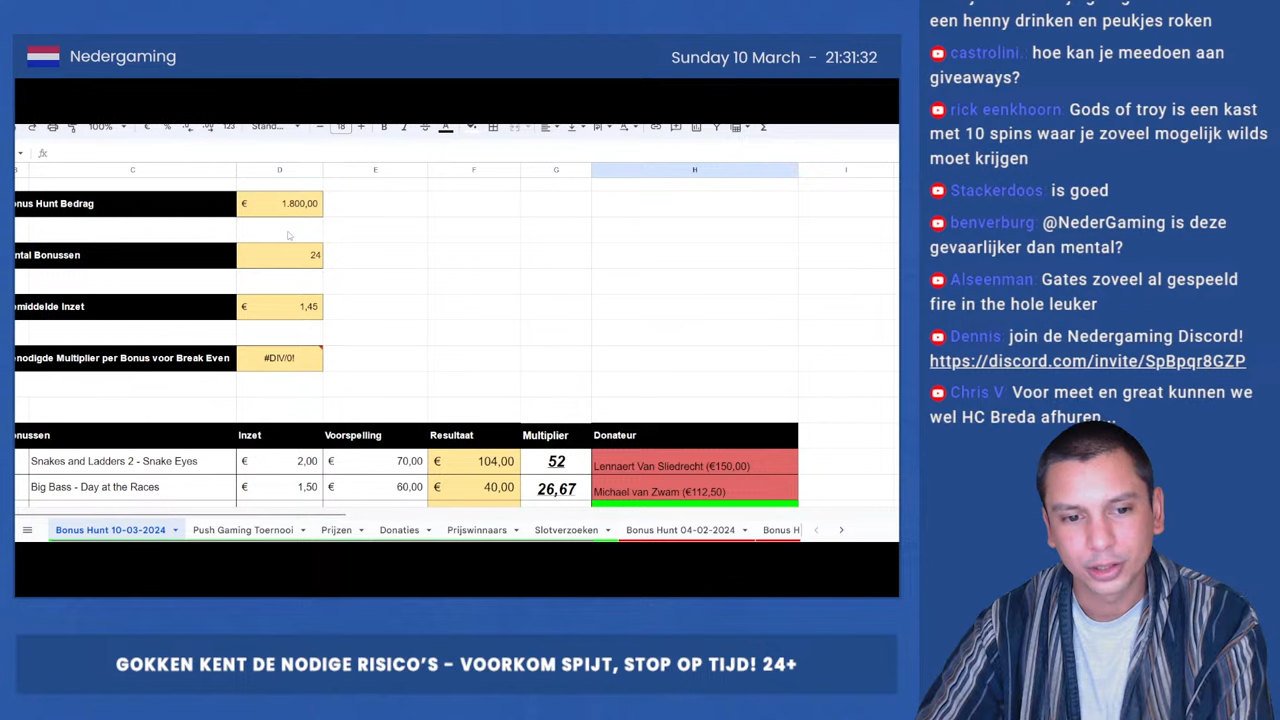 Nedergaming
Sunday 10 March - 21:31:32
100% € % .0 .00 123 Stand... 18 B A
fx
C D E F G H I
onus Hunt Bedrag € 1.800,00
ntal Bonussen 24
middelde Inzet € 1,45
enodigde Multiplier per Bonus voor Break Even #DIV/0!
nussen Inzet Voorspelling Resultaat Multiplier Donateur
Snakes and Ladders 2 - Snake Eyes € 2,00 € 70,00 € 104,00 52 Lennaert Van Sliedrecht (€150,00)
Big Bass - Day at the Races € 1,50 € 60,00 € 40,00 26,67 Michael van Zwam (€112,50)
Bonus Hunt 10-03-2024 Push Gaming Toernooi Prijzen Donaties Prijswinnaars Slotverzoeken Bonus Hunt 04-02-2024 Bonus H
GOKKEN KENT DE NODIGE RISICO'S - VOORKOM SPIJT, STOP OP TIJD! 24+
een henny drinken en peukjes roken
castrolini. hoe kan je meedoen aan
giveaways?
rick eenkhoorn Gods of troy is een kast
met 10 spins waar je zoveel mogelijk wilds
moet krijgen
Stackerdoos is goed
benverburg @NederGaming is deze
gevaarlijker dan mental?
Alseenman Gates zoveel al gespeeld
fire in the hole leuker
Dennis join de Nedergaming Discord!
https://discord.com/invite/SpBpqr8GZP
Chris V Voor meet en great kunnen we
wel HC Breda afhuren...